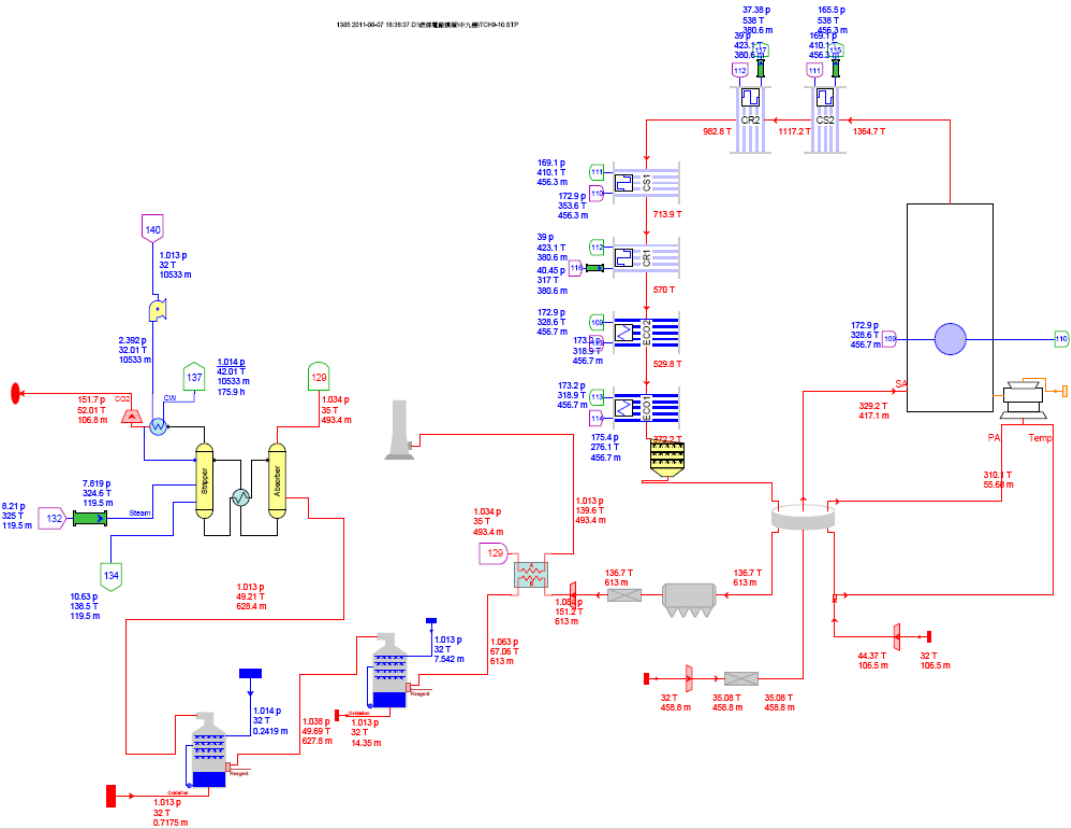 1385 2011-08-07 18:36:37 D:\
37.38 p
538 T
380.6 m
165.5 p
538 T
456.3 m
39 p
423.1 T
380.6 m
169.1 p
410.1 T
456.3 m
112
111
CR2
CS2
982.8 T
1117.2 T
1364.7 T
169.1 p
410.1 T
456.3 m
111
110
CS1
172.9 p
353.6 T
456.3 m
713.9 T
39 p
423.1 T
380.6 m
112
CR1
40.45 p
317 T
380.6 m
570 T
172.9 p
328.6 T
456.7 m
109
ECO2
318.9 T
456.7 m
529.8 T
173.2 p
318.9 T
456.7 m
113
114
ECO1
175.4 p
276.1 T
456.7 m
172.9 p
328.6 T
456.7 m
109
110
140
1.013 p
32 T
10533 m
2.392 p
32.01 T
10533 m
137
1.014 p
42.01 T
10533 m
175.9 h
CW
129
1.034 p
35 T
493.4 m
CO2
151.7 p
52.01 T
106.8 m
Stripper
Absorber
7.819 p
324.6 T
119.5 m
8.21 p
325 T
119.5 m
132
Steam
134
10.63 p
138.5 T
119.5 m
1.013 p
49.21 T
628.4 m
1.034 p
35 T
493.4 m
129
1.013 p
139.6 T
493.4 m
SA
329.2 T
417.1 m
PA
Temp
310.1 T
55.68 m
136.7 T
613 m
136.7 T
613 m
151.2 T
613 m
1.063 p
67.06 T
613 m
1.013 p
32 T
7.542 m
Reagent
Oxidation
1.013 p
32 T
14.35 m
1.038 p
49.69 T
627.8 m
1.014 p
32 T
0.2419 m
Reagent
Oxidation
1.013 p
32 T
0.7175 m
32 T
458.8 m
35.08 T
458.8 m
35.08 T
458.8 m
44.37 T
106.5 m
32 T
106.5 m